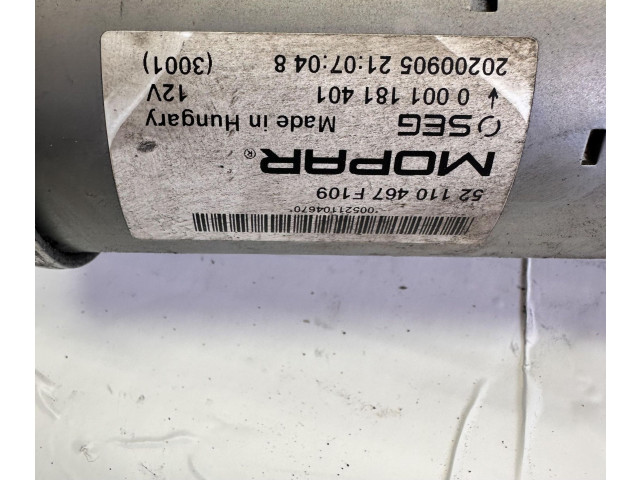 *0052110467O*
52 110 467 F109
MOPAR®
SEG Made in Hungary
↓ 0 001 181 401 12V
20200905 21:07:04 8 (3001)